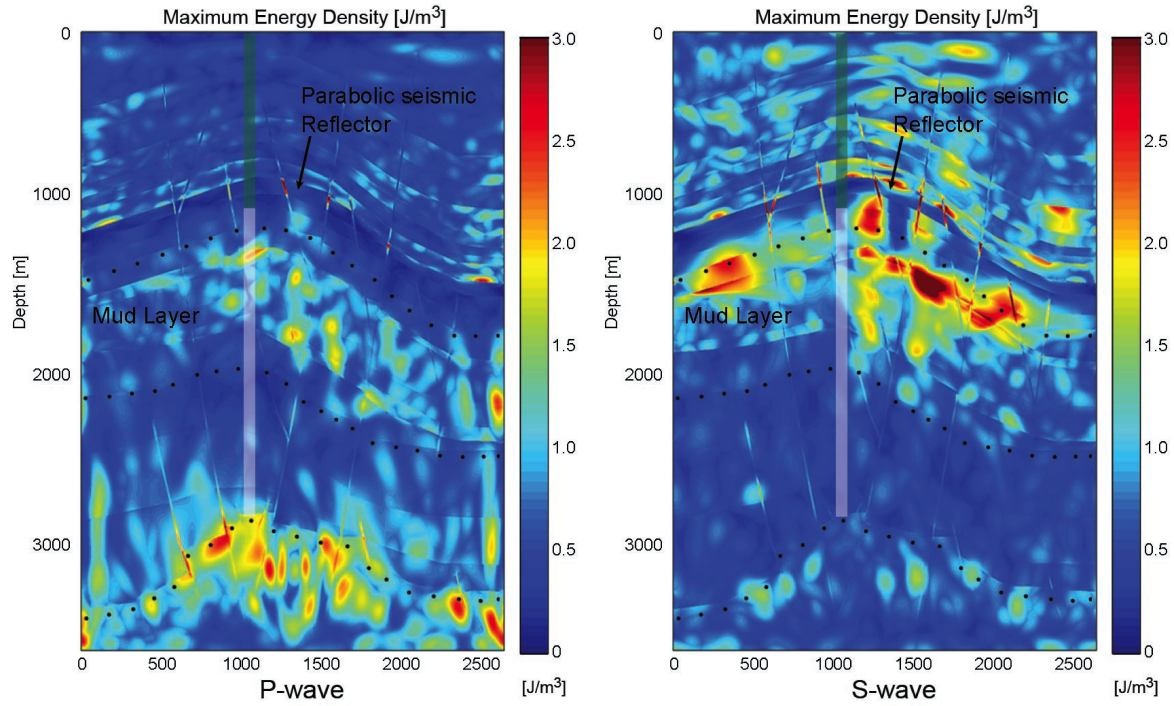 Maximum Energy Density [J/m³]
0
1000
2000
3000
Depth [m]
Parabolic seismic
Reflector
Mud Layer
0 500 1000 1500 2000 2500
P-wave
3.0
2.5
2.0
1.5
1.0
0.5
0
[J/m³]
Maximum Energy Density [J/m³]
0
1000
2000
3000
Depth [m]
Parabolic seismic
Reflector
Mud Layer
0 500 1000 1500 2000 2500
S-wave
3.0
2.5
2.0
1.5
1.0
0.5
0
[J/m³]